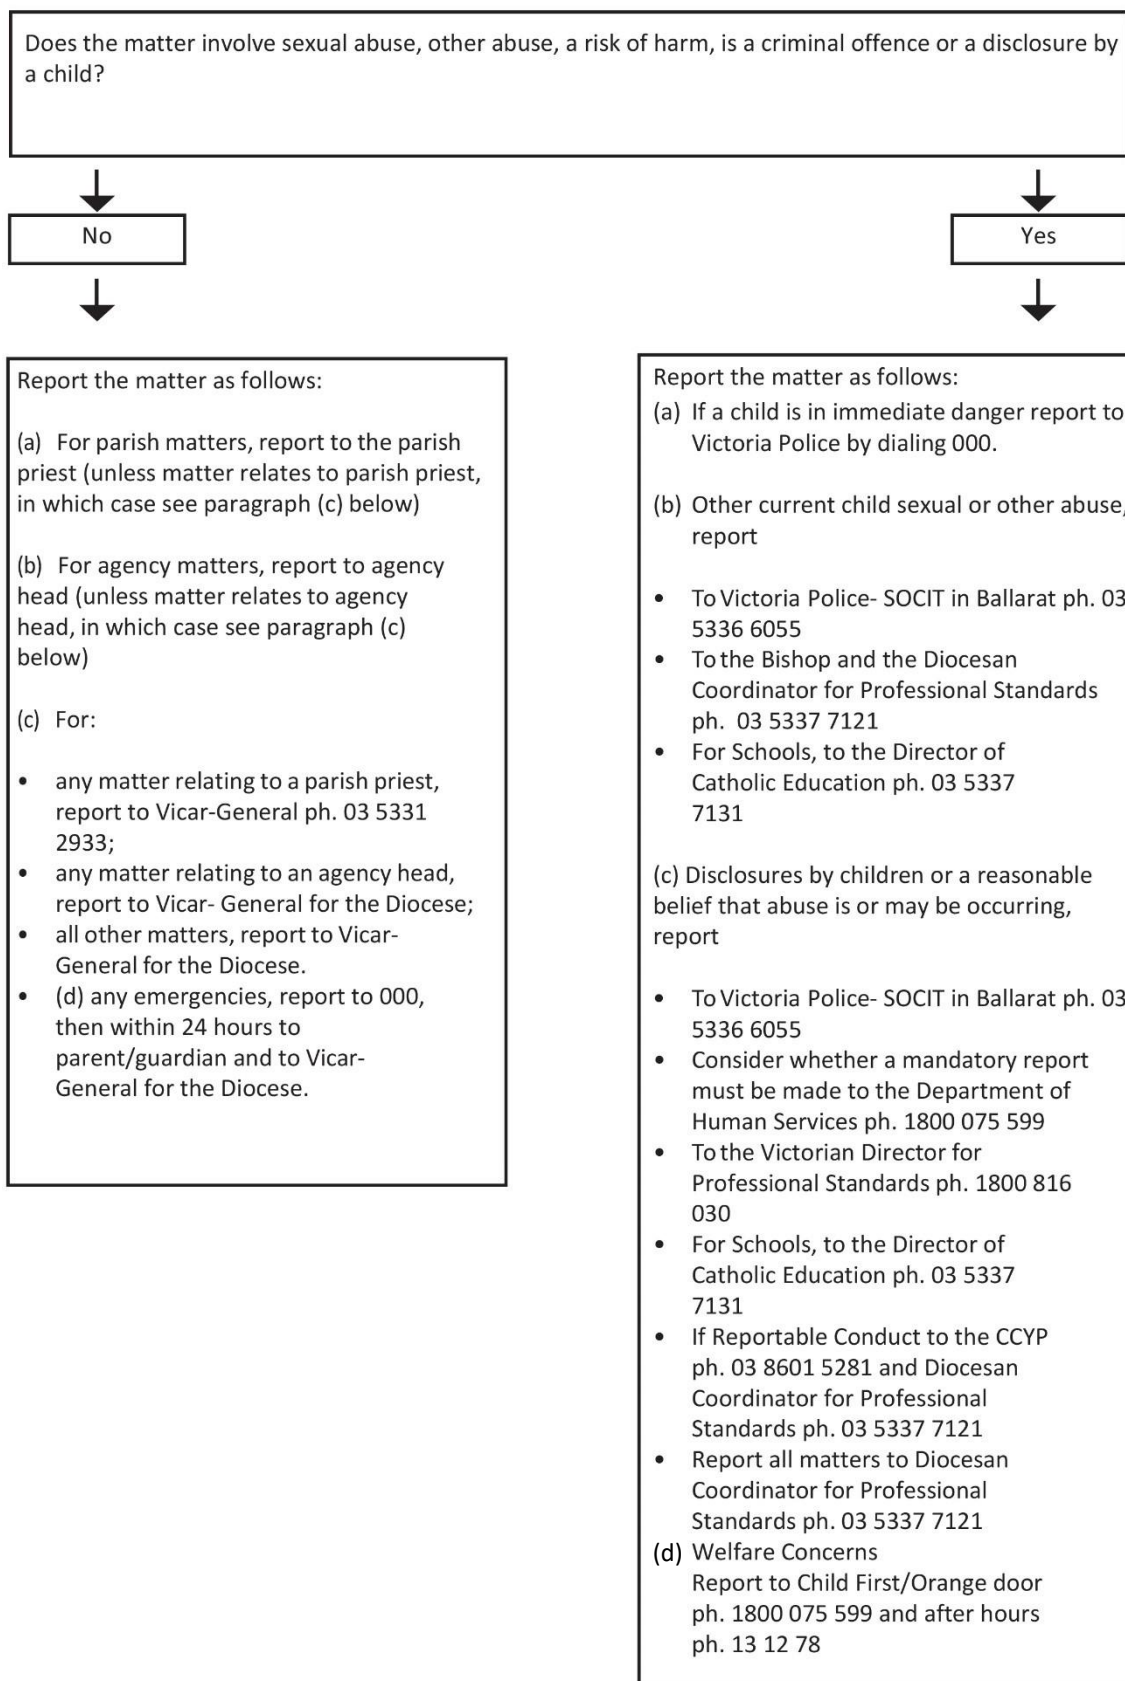 Does the matter involve sexual abuse, other abuse, a risk of harm, is a criminal offence or a disclosure by
a child?
No
Yes
Report the matter as follows:
(a) For parish matters, report to the parish
priest (unless matter relates to parish priest,
in which case see paragraph (c) below)
(b) For agency matters, report to agency
head (unless matter relates to agency
head, in which case see paragraph (c)
below)
(c) For:
• any matter relating to a parish priest,
report to Vicar-General ph. 03 5331
2933;
• any matter relating to an agency head,
report to Vicar- General for the Diocese;
• all other matters, report to Vicar-
General for the Diocese.
• (d) any emergencies, report to 000,
then within 24 hours to
parent/guardian and to Vicar-
General for the Diocese.
Report the matter as follows:
(a) If a child is in immediate danger report to
Victoria Police by dialing 000.
(b) Other current child sexual or other abuse,
report
• To Victoria Police- SOCIT in Ballarat ph. 03
5336 6055
• To the Bishop and the Diocesan
Coordinator for Professional Standards
ph. 03 5337 7121
• For Schools, to the Director of
Catholic Education ph. 03 5337
7131
(c) Disclosures by children or a reasonable
belief that abuse is or may be occurring,
report
• To Victoria Police- SOCIT in Ballarat ph. 03
5336 6055
• Consider whether a mandatory report
must be made to the Department of
Human Services ph. 1800 075 599
• To the Victorian Director for
Professional Standards ph. 1800 816
030
• For Schools, to the Director of
Catholic Education ph. 03 5337
7131
• If Reportable Conduct to the CCYP
ph. 03 8601 5281 and Diocesan
Coordinator for Professional
Standards ph. 03 5337 7121
• Report all matters to Diocesan
Coordinator for Professional
Standards ph. 03 5337 7121
(d) Welfare Concerns
Report to Child First/Orange door
ph. 1800 075 599 and after hours
ph. 13 12 78